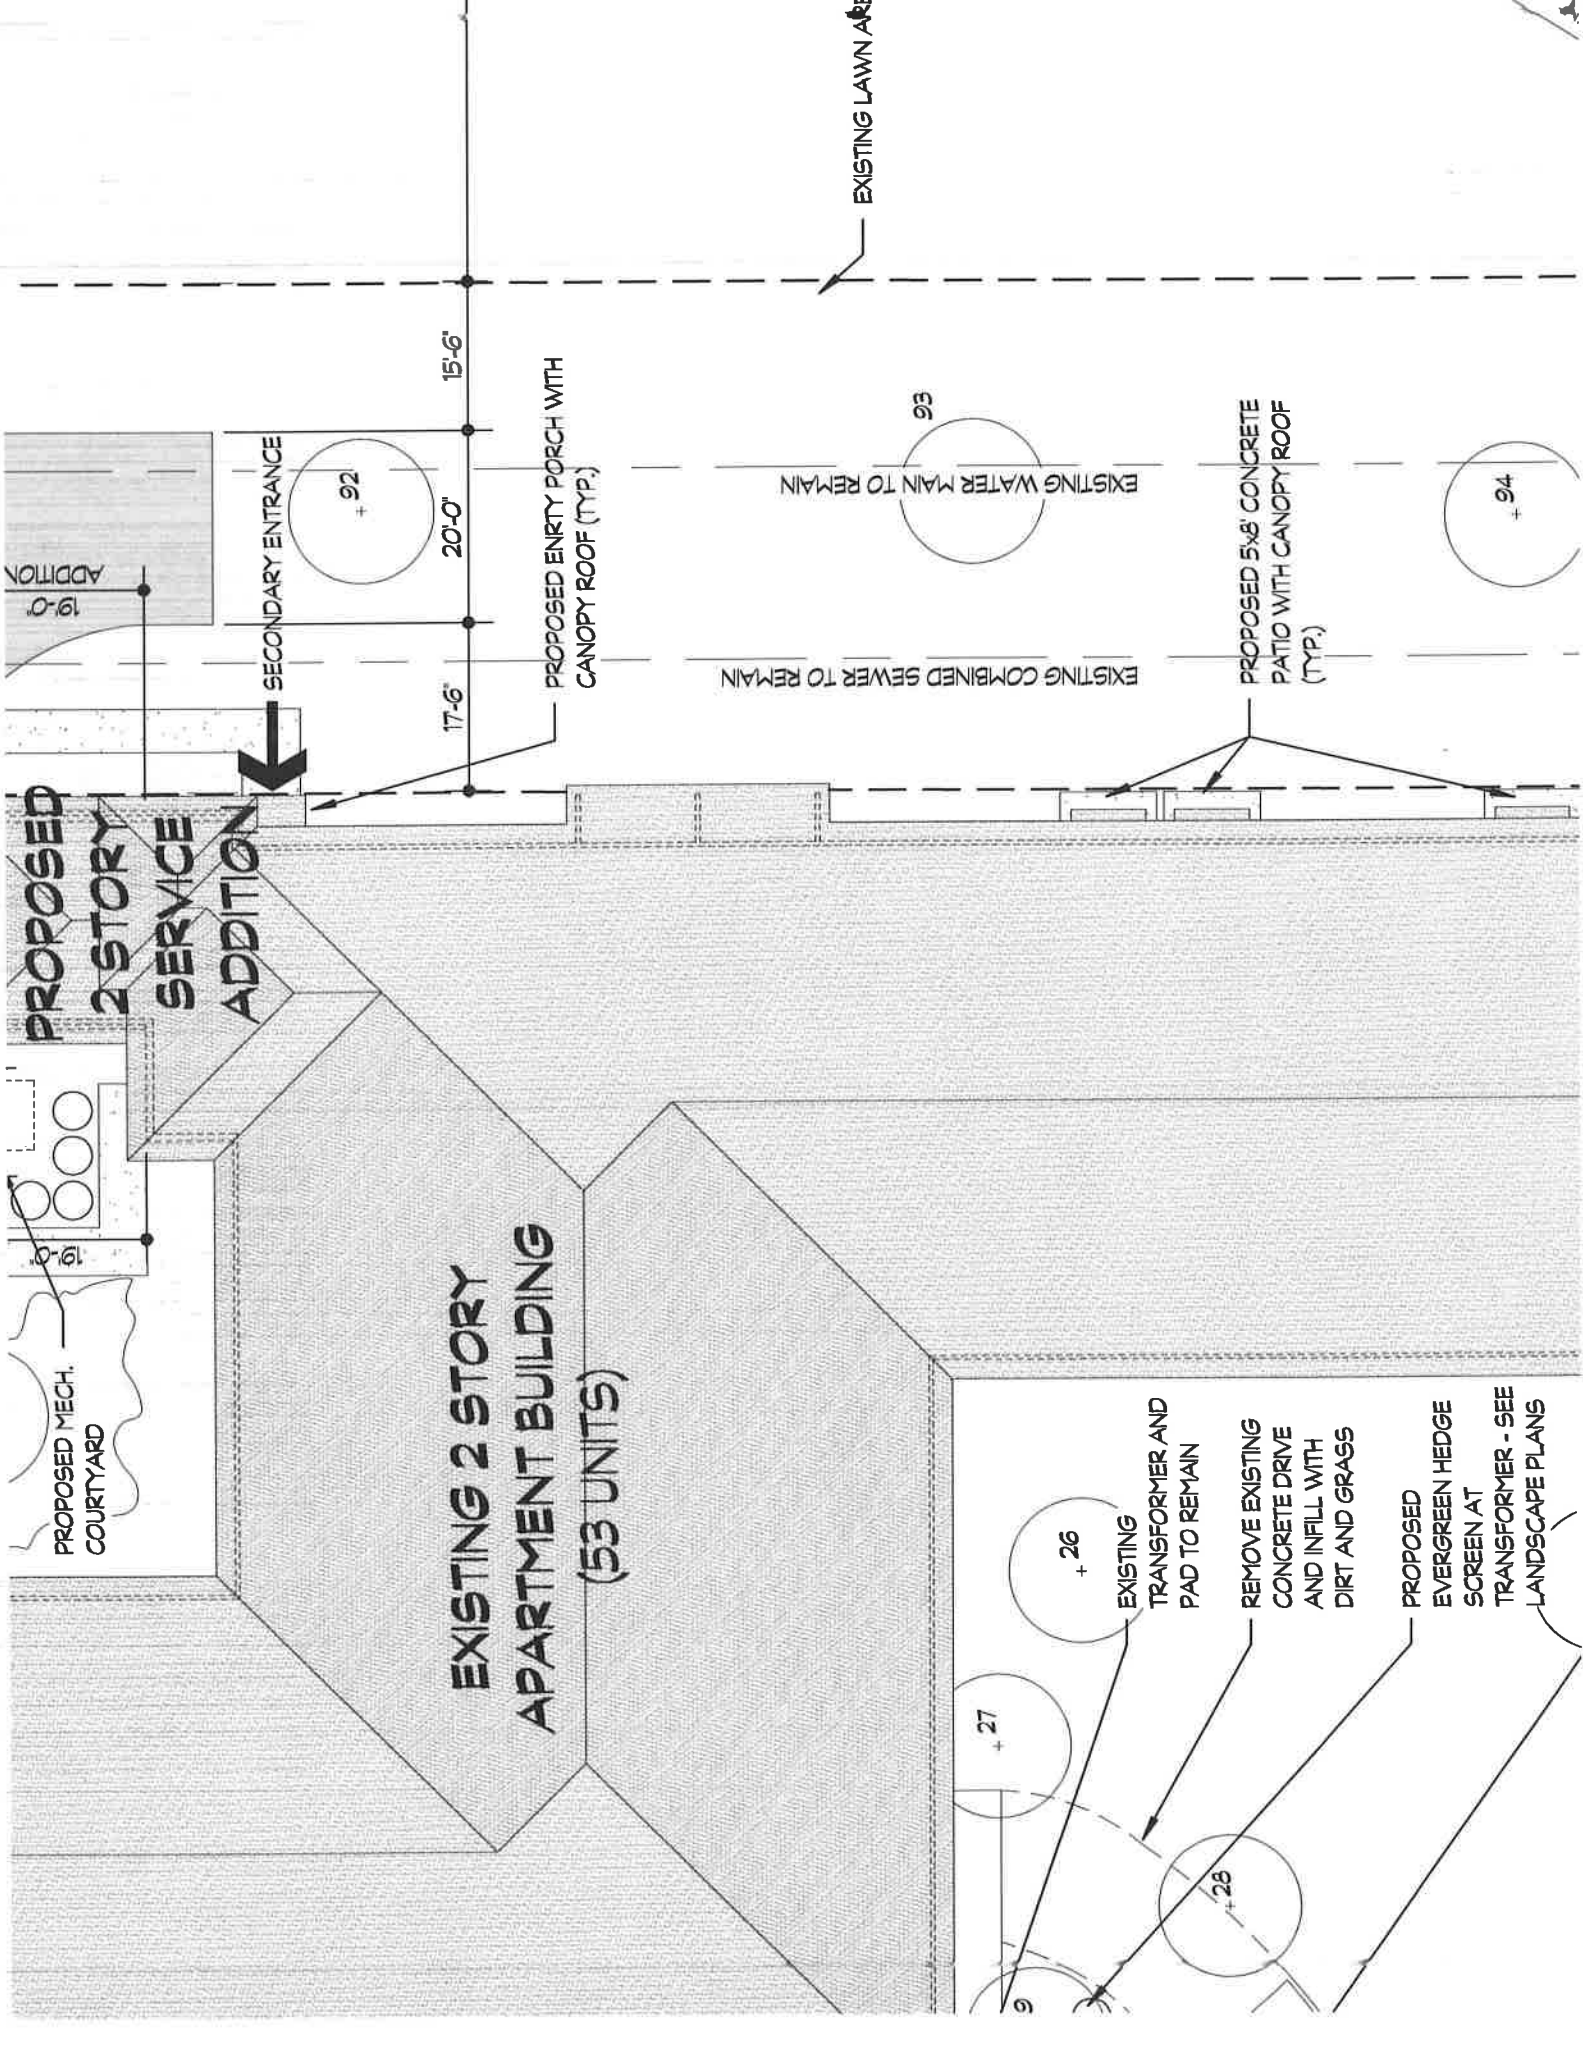 EXISTING LAWN
15'-6"
20'-0"
17'-6"
19'-0"
ADDITION
SECONDARY ENTRANCE
+ 92
93
+ 94
PROPOSED ENRTY PORCH WITH
CANOPY ROOF (TYP.)
EXISTING WATER MAIN TO REMAIN
EXISTING COMBINED SEWER TO REMAIN
PROPOSED 5x8' CONCRETE
PATIO WITH CANOPY ROOF
(TYP.)
PROPOSED
2 STORY
SERVICE
ADDITION
19'-0"
PROPOSED MECH.
COURTYARD
EXISTING 2 STORY
APARTMENT BUILDING
(53 UNITS)
+ 26
+ 27
+ 28
9
EXISTING
TRANSFORMER AND
PAD TO REMAIN
REMOVE EXISTING
CONCRETE DRIVE
AND INFILL WITH
DIRT AND GRASS
PROPOSED
EVERGREEN HEDGE
SCREEN AT
TRANSFORMER - SEE
LANDSCAPE PLANS